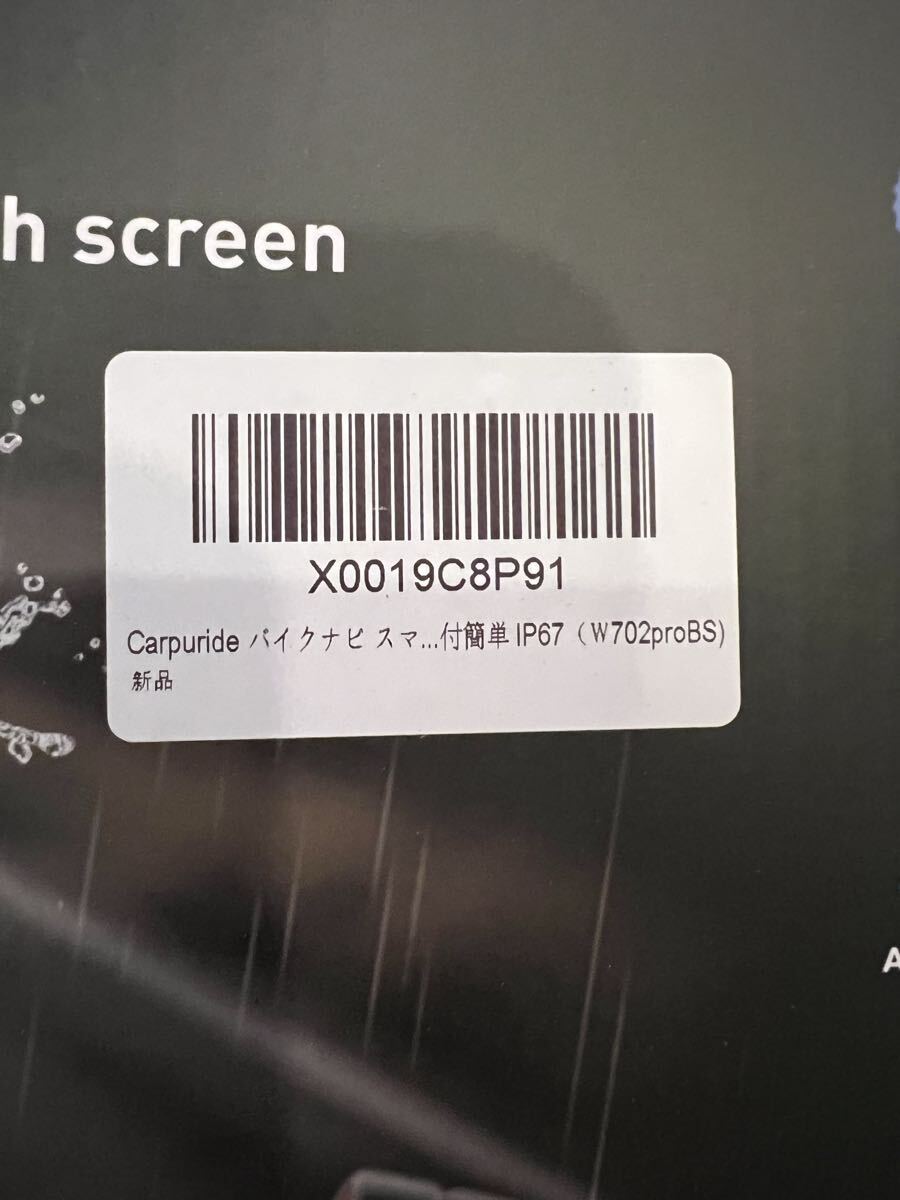 h screen
X0019C8P91
Carpuride バイクナビ スマ...付簡単 IP67（W702proBS)
新品
A